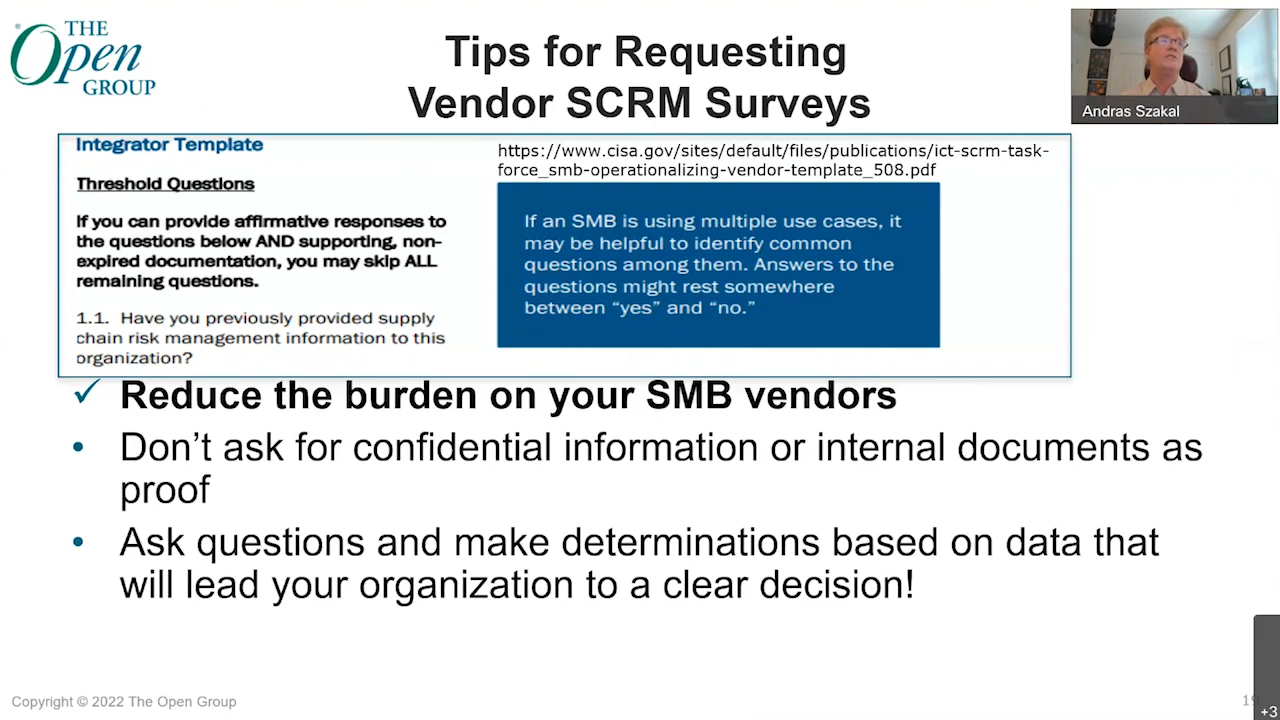 THE
Open
GROUP
Tips for Requesting
Vendor SCRM Surveys
Andras Szakal
Integrator Template
Threshold Questions
If you can provide affirmative responses to
the questions below AND supporting, non-
expired documentation, you may skip ALL
remaining questions.
1.1. Have you previously provided supply
chain risk management information to this
organization?
https://www.cisa.gov/sites/default/files/publications/ict-scrm-task-
force_smb-operationalizing-vendor-template_508.pdf
If an SMB is using multiple use cases, it
may be helpful to identify common
questions among them. Answers to the
questions might rest somewhere
between “yes” and “no.”
✓ Reduce the burden on your SMB vendors
• Don’t ask for confidential information or internal documents as
proof
• Ask questions and make determinations based on data that
will lead your organization to a clear decision!
Copyright © 2022 The Open Group
+3